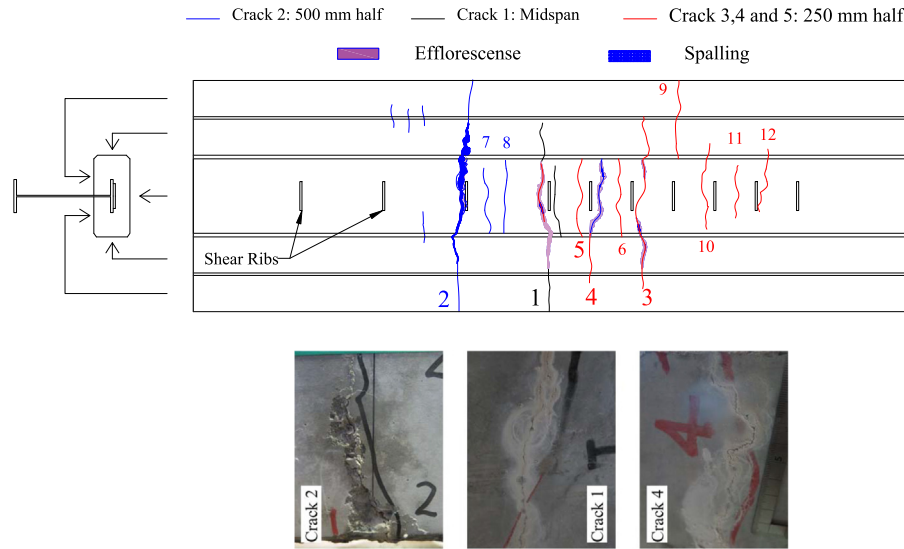 Crack 2: 500 mm half
Crack 1: Midspan
Crack 3,4 and 5: 250 mm half
Efflorescense
Spalling
9
7
8
11
12
5
6
10
Shear Ribs
2
1
4
3
Crack 2
2
Crack 1
Crack 4
4